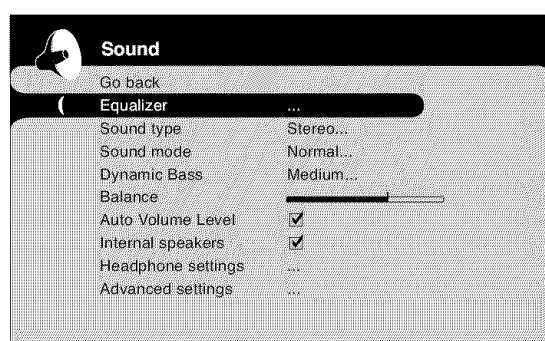 Sound
Go back
Equalizer ...
Sound type Stereo...
Sound mode Normal...
Dynamic Bass Medium...
Balance
Auto Volume Level
Internal speakers
Headphone settings ...
Advanced settings ...